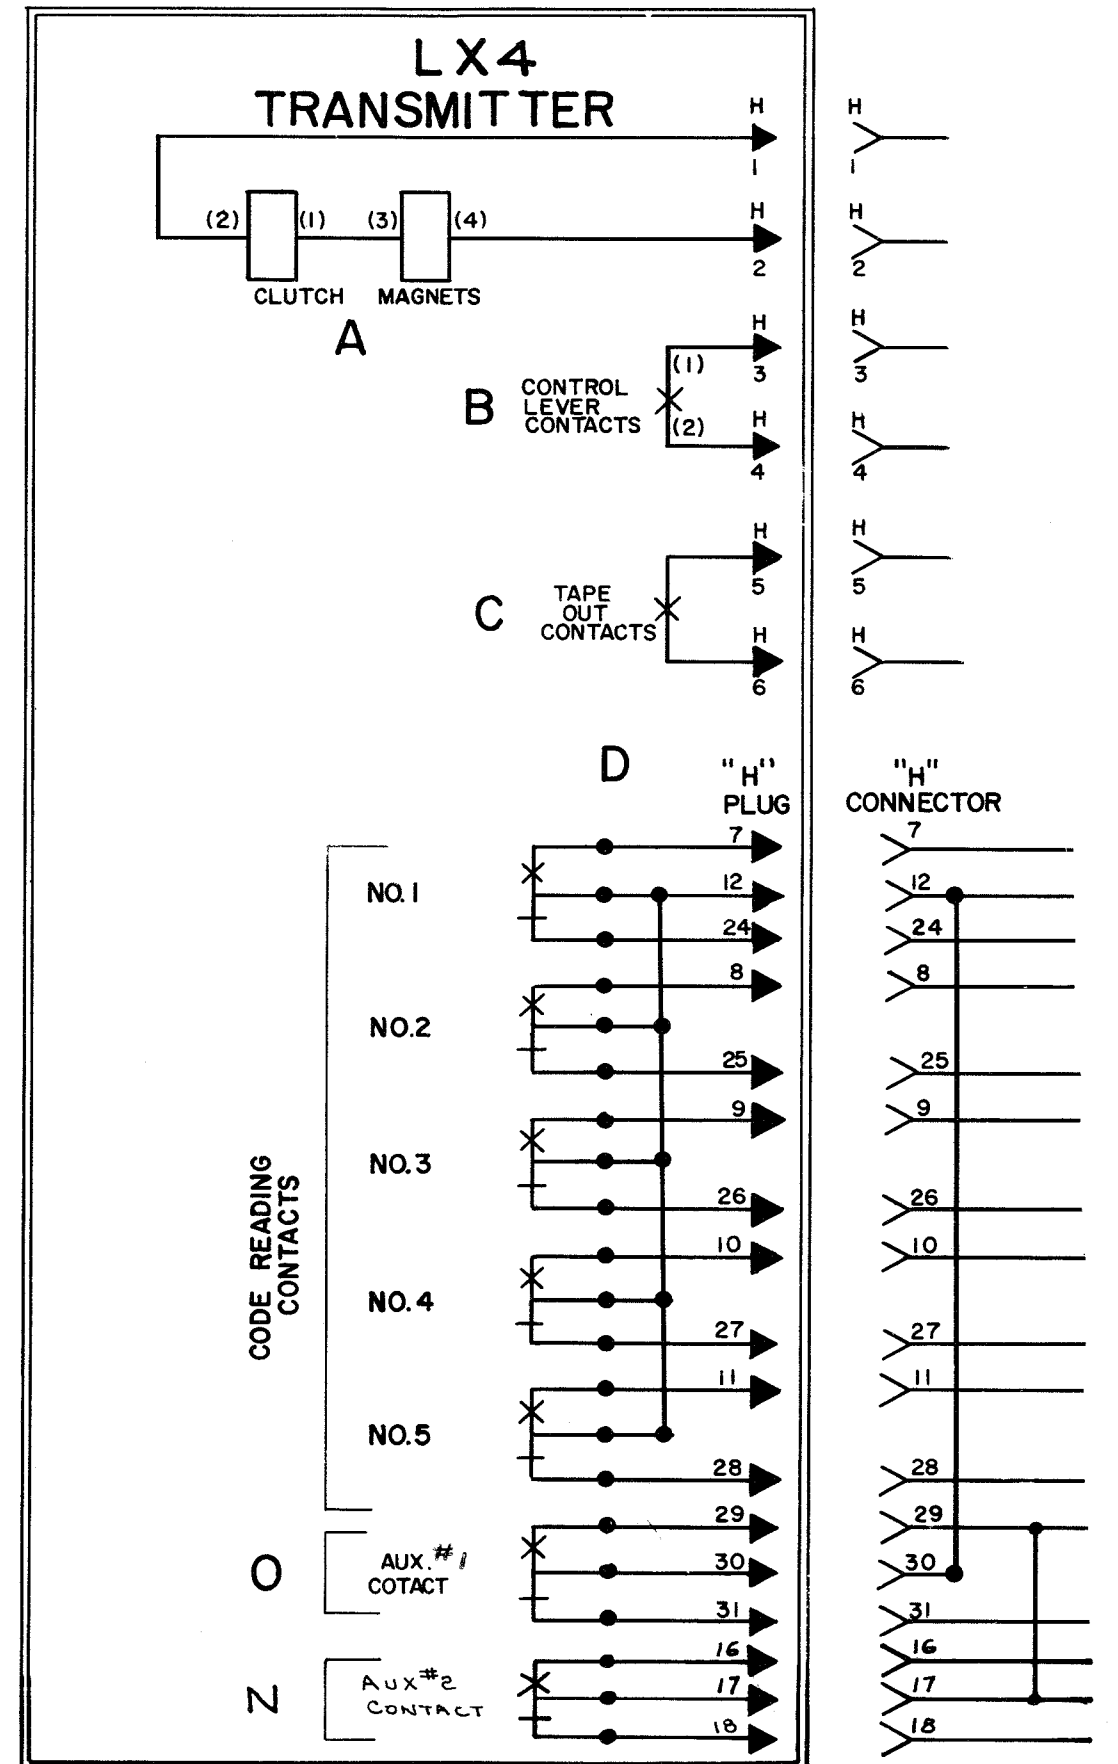 LX4
TRANSMITTER
H H
1 1
(2) (1) (3) (4)
H H
2 2
CLUTCH MAGNETS
A
H H
(1)
3 3
B
CONTROL
LEVER
CONTACTS
(2)
H H
4 4
H H
5 5
C
TAPE
OUT
CONTACTS
H H
6 6
D
"H"
PLUG
"H"
CONNECTOR
7 7
NO.1
12 12
24 24
8 8
NO.2
25 25
9 9
NO.3
26 26
CODE READING
CONTACTS
10 10
NO.4
27 27
11 11
NO.5
28 28
29 29
O
AUX. #1
COTACT
30 30
31 31
16 16
N
AUX #2
CONTACT
17 17
18 18